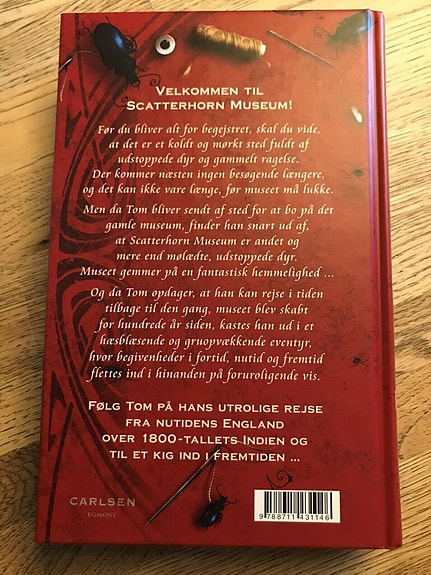 VELKOMMEN TIL
SCATTERHORN MUSEUM!
Før du bliver alt for begejstret, skal du vide,
at det er et koldt og mørkt sted fuldt af
udstoppede dyr og gammelt ragelse.
Der kommer næsten ingen besøgende længere,
og det kan ikke vare længe, før museet må lukke.
Men da Tom bliver sendt af sted for at bo på det
gamle museum, finder han snart ud af,
at Scatterhorn Museum er andet og
mere end mølædte, udstoppede dyr.
Museet gemmer på en fantastisk hemmelighed ...
Og da Tom opdager, at han kan rejse i tiden
tilbage til den gang, museet blev skabt
for hundrede år siden, kastes han ud i et
hæsblæsende og gruopvækkende eventyr,
hvor begivenheder i fortid, nutid og fremtid
flettes ind i hinanden på foruroligende vis.
FØLG TOM PÅ HANS UTROLIGE REJSE
FRA NUTIDENS ENGLAND
OVER 1800-TALLETS INDIEN OG
TIL ET KIG IND I FREMTIDEN ...
CARLSEN
EGMONT
9 788711 431146